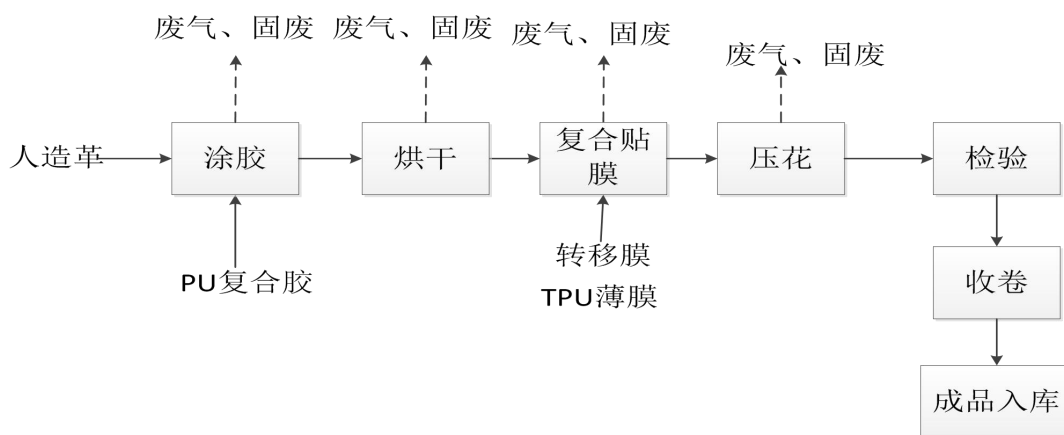 废气、固废
废气、固废
废气、固废
废气、固废
人造革
涂胶
烘干
复合贴
膜
压花
检验
PU复合胶
转移膜
TPU薄膜
收卷
成品入库